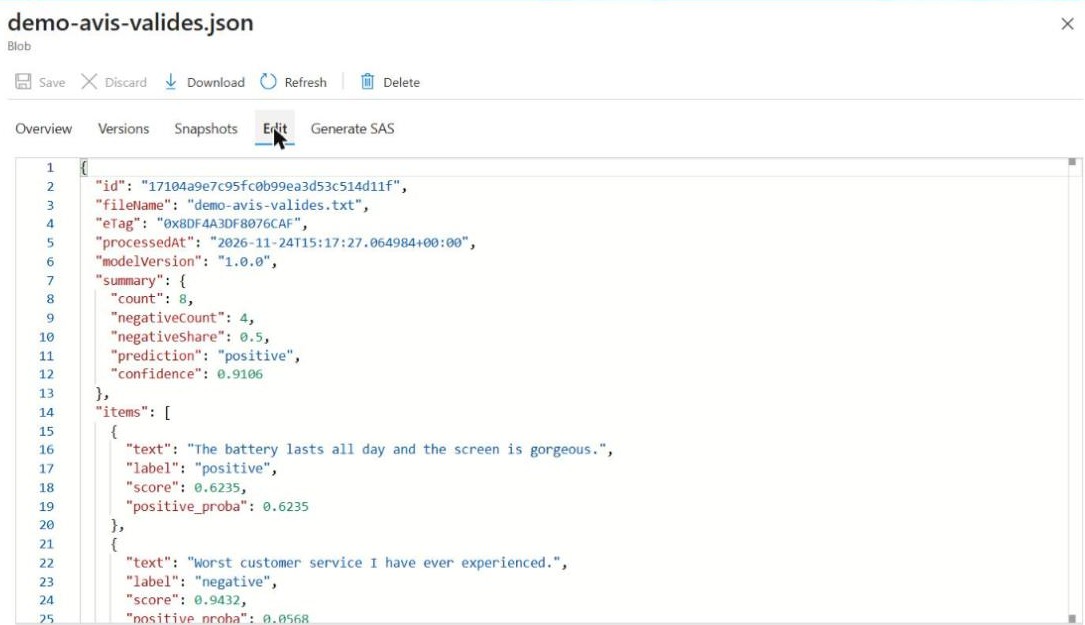 demo-avis-valides.json
Blob
Save Discard Download Refresh Delete
Overview Versions Snapshots Edit Generate SAS
1 {
2 "id": "17104a9e7c95fc0b99ea3d53c514d11f",
3 "fileName": "demo-avis-valides.txt",
4 "eTag": "0x8DF4A3DF8076CAF",
5 "processedAt": "2026-11-24T15:17:27.064984+00:00",
6 "modelVersion": "1.0.0",
7 "summary": {
8 "count": 8,
9 "negativeCount": 4,
10 "negativeShare": 0.5,
11 "prediction": "positive",
12 "confidence": 0.9106
13 },
14 "items": [
15 {
16 "text": "The battery lasts all day and the screen is gorgeous.",
17 "label": "positive",
18 "score": 0.6235,
19 "positive_proba": 0.6235
20 },
21 {
22 "text": "Worst customer service I have ever experienced.",
23 "label": "negative",
24 "score": 0.9432,
25 "positive_proba": 0.0568